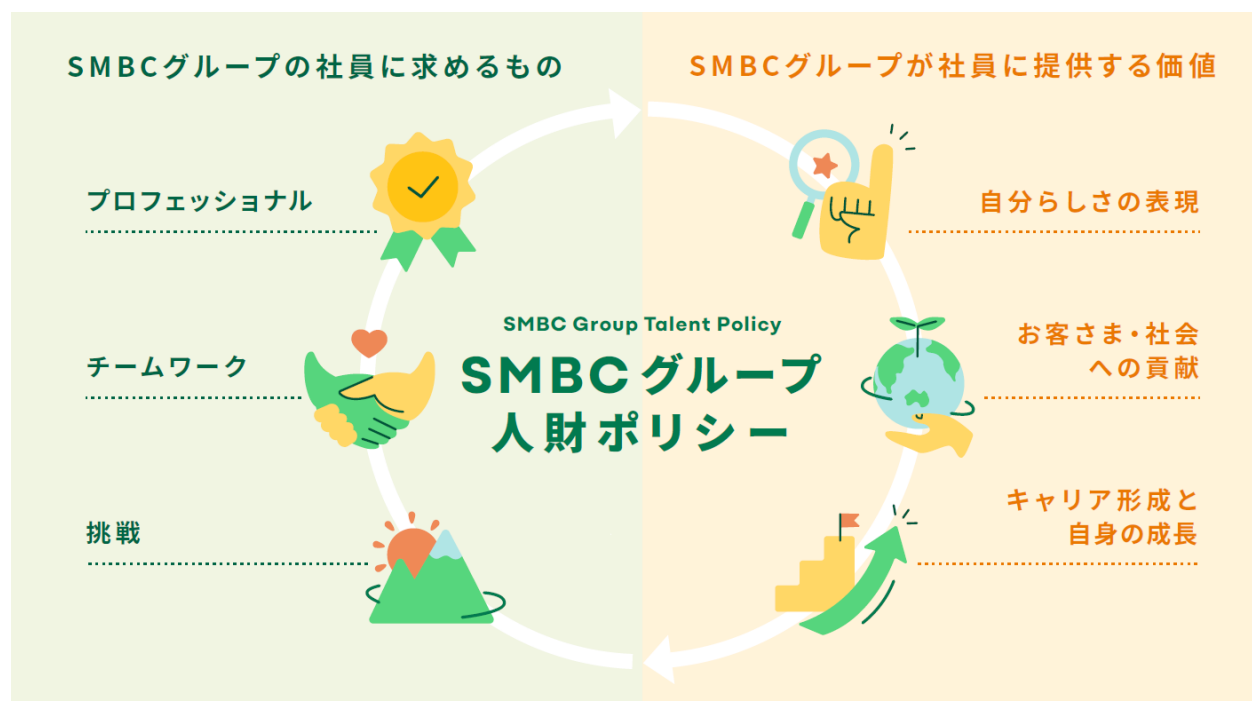 SMBCグループの社員に求めるもの
プロフェッショナル
チームワーク
挑戦
SMBC Group Talent Policy
SMBCグループ
人財ポリシー
SMBCグループが社員に提供する価値
自分らしさの表現
お客さま・社会
への貢献
キャリア形成と
自身の成長